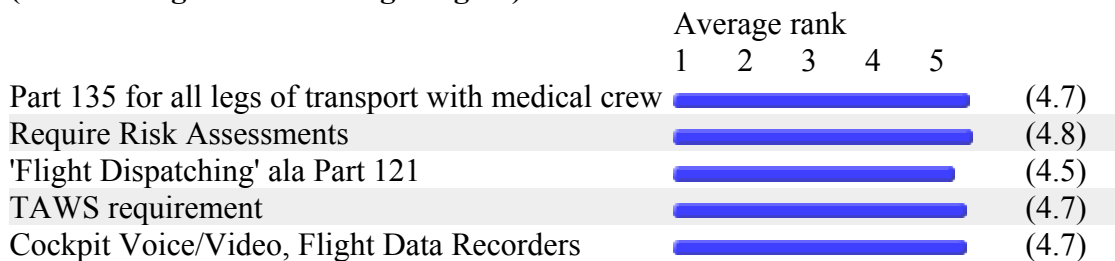 Average rank
1 2 3 4 5
Part 135 for all legs of transport with medical crew (4.7)
Require Risk Assessments (4.8)
'Flight Dispatching' ala Part 121 (4.5)
TAWS requirement (4.7)
Cockpit Voice/Video, Flight Data Recorders (4.7)